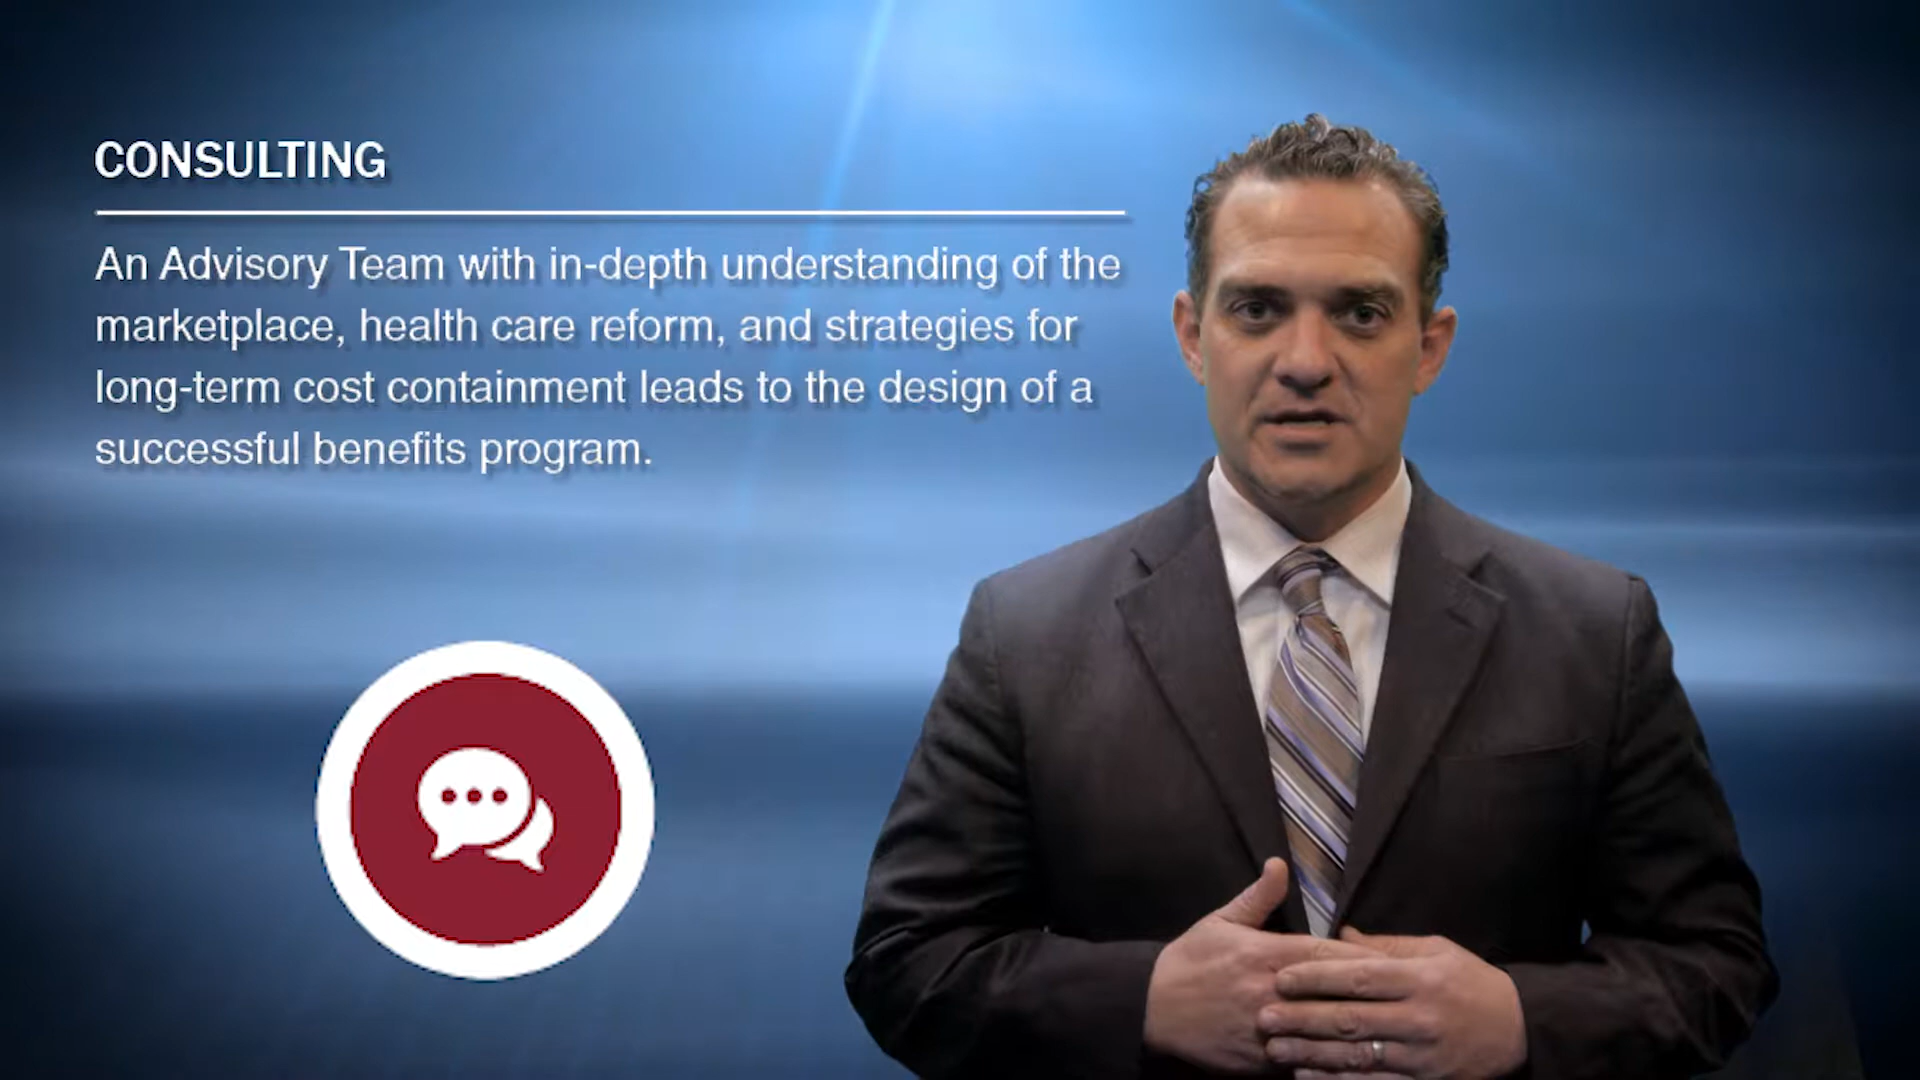 CONSULTING
An Advisory Team with in-depth understanding of the
marketplace, health care reform, and strategies for
long-term cost containment leads to the design of a
successful benefits program.